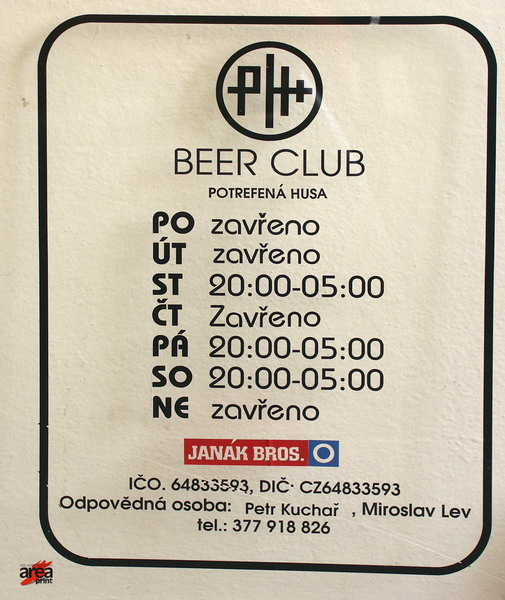 PH+
BEER CLUB
POTREFENÁ HUSA
PO zavřeno
ÚT zavřeno
ST 20:00-05:00
ČT Zavřeno
PÁ 20:00-05:00
SO 20:00-05:00
NE zavřeno
JANÁK BROS.
IČO. 64833593, DIČ· CZ64833593
Odpovědná osoba: Petr Kuchař , Miroslav Lev
tel.: 377 918 826
area
print